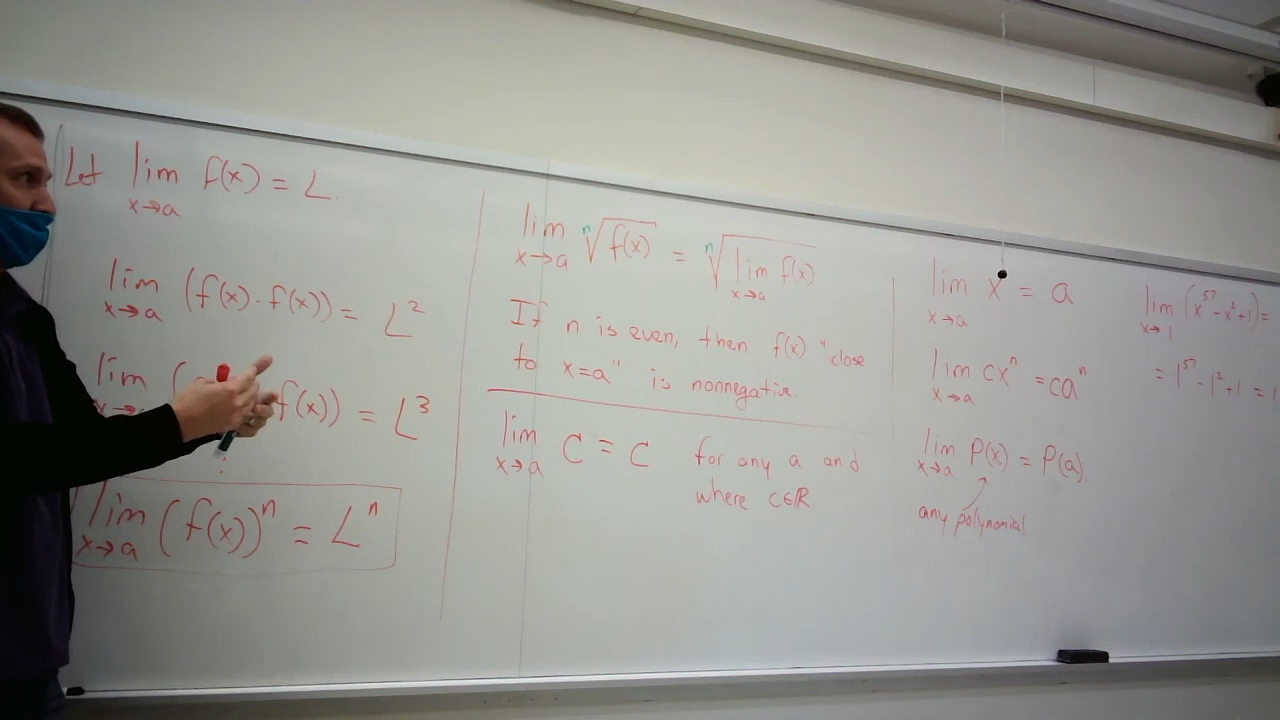 Let lim f(x) = L.
x→a
lim (f(x)·f(x)) = L²
x→a
lim ( f(x)) = L³
lim (f(x))ⁿ = Lⁿ
x→a
lim ⁿ√f(x) = ⁿ√lim f(x)
x→a x→a
If n is even, then f(x) "close
to x=a" is nonnegative.
lim C = C for any a and
x→a where c∈ℝ
lim x = a
x→a
lim cxⁿ = caⁿ
x→a
lim P(x) = P(a)
x→a
any polynomial
lim (x⁵⁷ - x² + 1) =
x→1
= 1⁵⁷ - 1² + 1 = 1